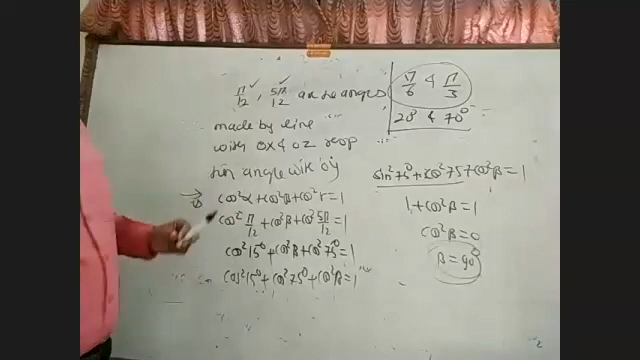 π/12, 5π/12 are the angles
made by line
with OX & OZ resp
angle with oy
cos²α + cos²β + cos²γ = 1
cos² π/12 + cos²β + cos² 5π/12 = 1
cos²15° + cos²β + cos²75° = 1
cos²15° + cos²75° + cos²β = 1
π/6 & π/3
20° & 70°
sin²75° + cos²75° + cos²β = 1
1 + cos²β = 1
cos²β = 0
β = 90°